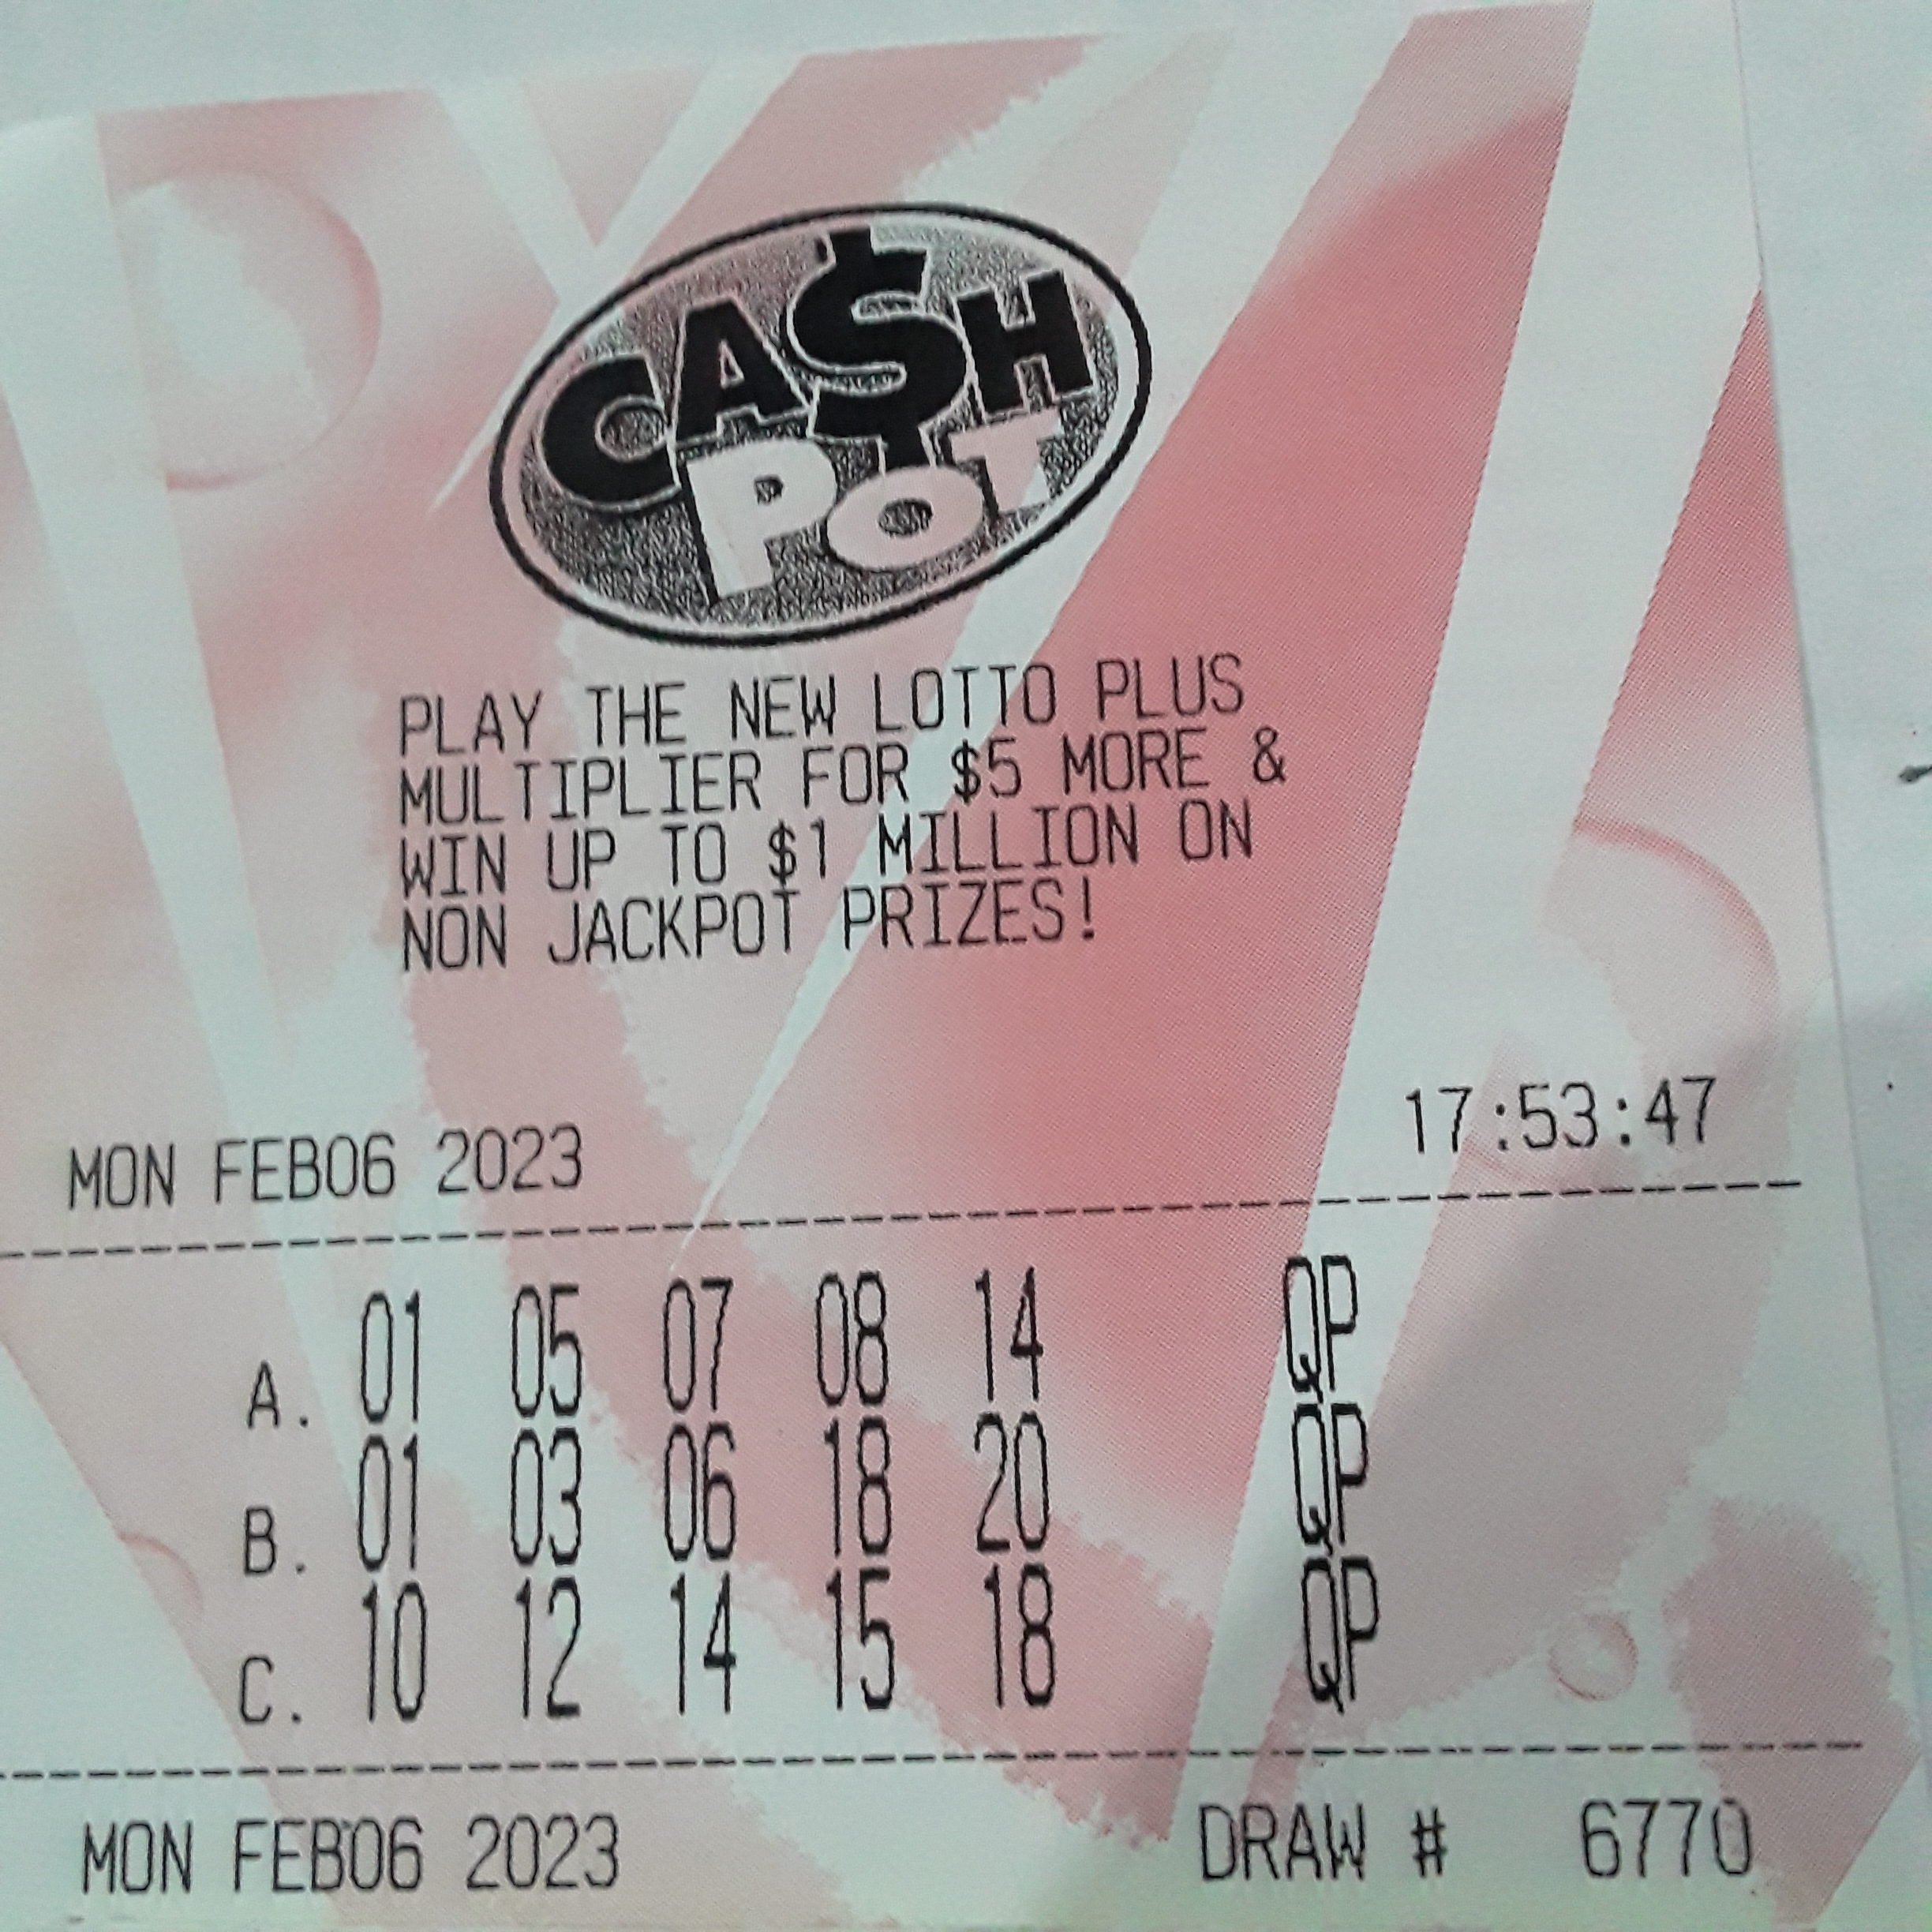 CA$H
POT
PLAY THE NEW LOTTO PLUS
MULTIPLIER FOR $5 MORE &
WIN UP TO $1 MILLION ON
NON JACKPOT PRIZES!
MON FEB06 2023 17:53:47
A. 01 05 07 08 14 QP
B. 01 03 06 18 20 QP
C. 10 12 14 15 18 QP
MON FEB06 2023 DRAW # 6770